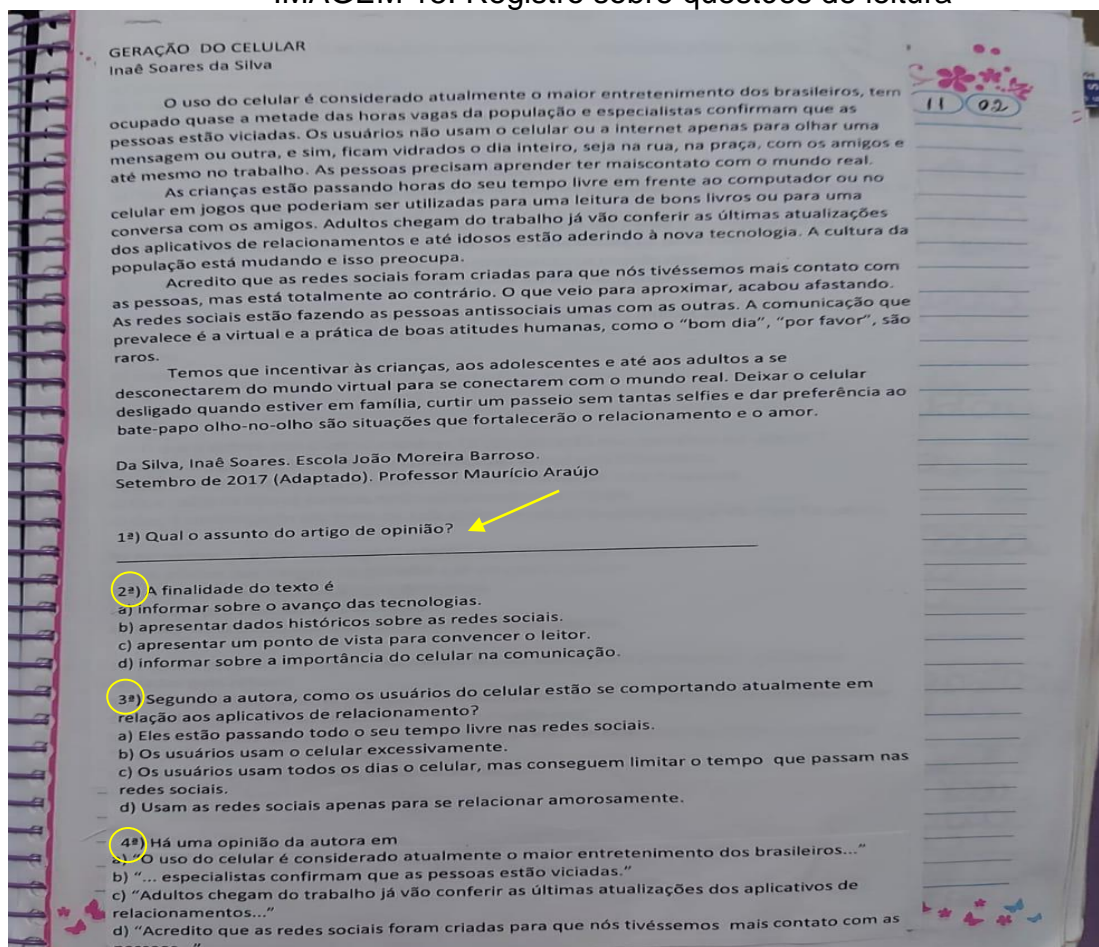 IMAGEM 15: Registro sobre questões de leitura
GERAÇÃO DO CELULAR
Inaê Soares da Silva
11 02
O uso do celular é considerado atualmente o maior entretenimento dos brasileiros, tem
ocupado quase a metade das horas vagas da população e especialistas confirmam que as
pessoas estão viciadas. Os usuários não usam o celular ou a internet apenas para olhar uma
mensagem ou outra, e sim, ficam vidrados o dia inteiro, seja na rua, na praça, com os amigos e
até mesmo no trabalho. As pessoas precisam aprender ter maiscontato com o mundo real.
As crianças estão passando horas do seu tempo livre em frente ao computador ou no
celular em jogos que poderiam ser utilizadas para uma leitura de bons livros ou para uma
conversa com os amigos. Adultos chegam do trabalho já vão conferir as últimas atualizações
dos aplicativos de relacionamentos e até idosos estão aderindo à nova tecnologia. A cultura da
população está mudando e isso preocupa.
Acredito que as redes sociais foram criadas para que nós tivéssemos mais contato com
as pessoas, mas está totalmente ao contrário. O que veio para aproximar, acabou afastando.
As redes sociais estão fazendo as pessoas antissociais umas com as outras. A comunicação que
prevalece é a virtual e a prática de boas atitudes humanas, como o “bom dia”, “por favor”, são
raros.
Temos que incentivar às crianças, aos adolescentes e até aos adultos a se
desconectarem do mundo virtual para se conectarem com o mundo real. Deixar o celular
desligado quando estiver em família, curtir um passeio sem tantas selfies e dar preferência ao
bate-papo olho-no-olho são situações que fortalecerão o relacionamento e o amor.
Da Silva, Inaê Soares. Escola João Moreira Barroso.
Setembro de 2017 (Adaptado). Professor Maurício Araújo
1ª) Qual o assunto do artigo de opinião?
2ª) A finalidade do texto é
a) informar sobre o avanço das tecnologias.
b) apresentar dados históricos sobre as redes sociais.
c) apresentar um ponto de vista para convencer o leitor.
d) informar sobre a importância do celular na comunicação.
3ª) Segundo a autora, como os usuários do celular estão se comportando atualmente em
relação aos aplicativos de relacionamento?
a) Eles estão passando todo o seu tempo livre nas redes sociais.
b) Os usuários usam o celular excessivamente.
c) Os usuários usam todos os dias o celular, mas conseguem limitar o tempo que passam nas
redes sociais.
d) Usam as redes sociais apenas para se relacionar amorosamente.
4ª) Há uma opinião da autora em
a) “O uso do celular é considerado atualmente o maior entretenimento dos brasileiros...”
b) “... especialistas confirmam que as pessoas estão viciadas.”
c) “Adultos chegam do trabalho já vão conferir as últimas atualizações dos aplicativos de
relacionamentos...”
d) “Acredito que as redes sociais foram criadas para que nós tivéssemos mais contato com as